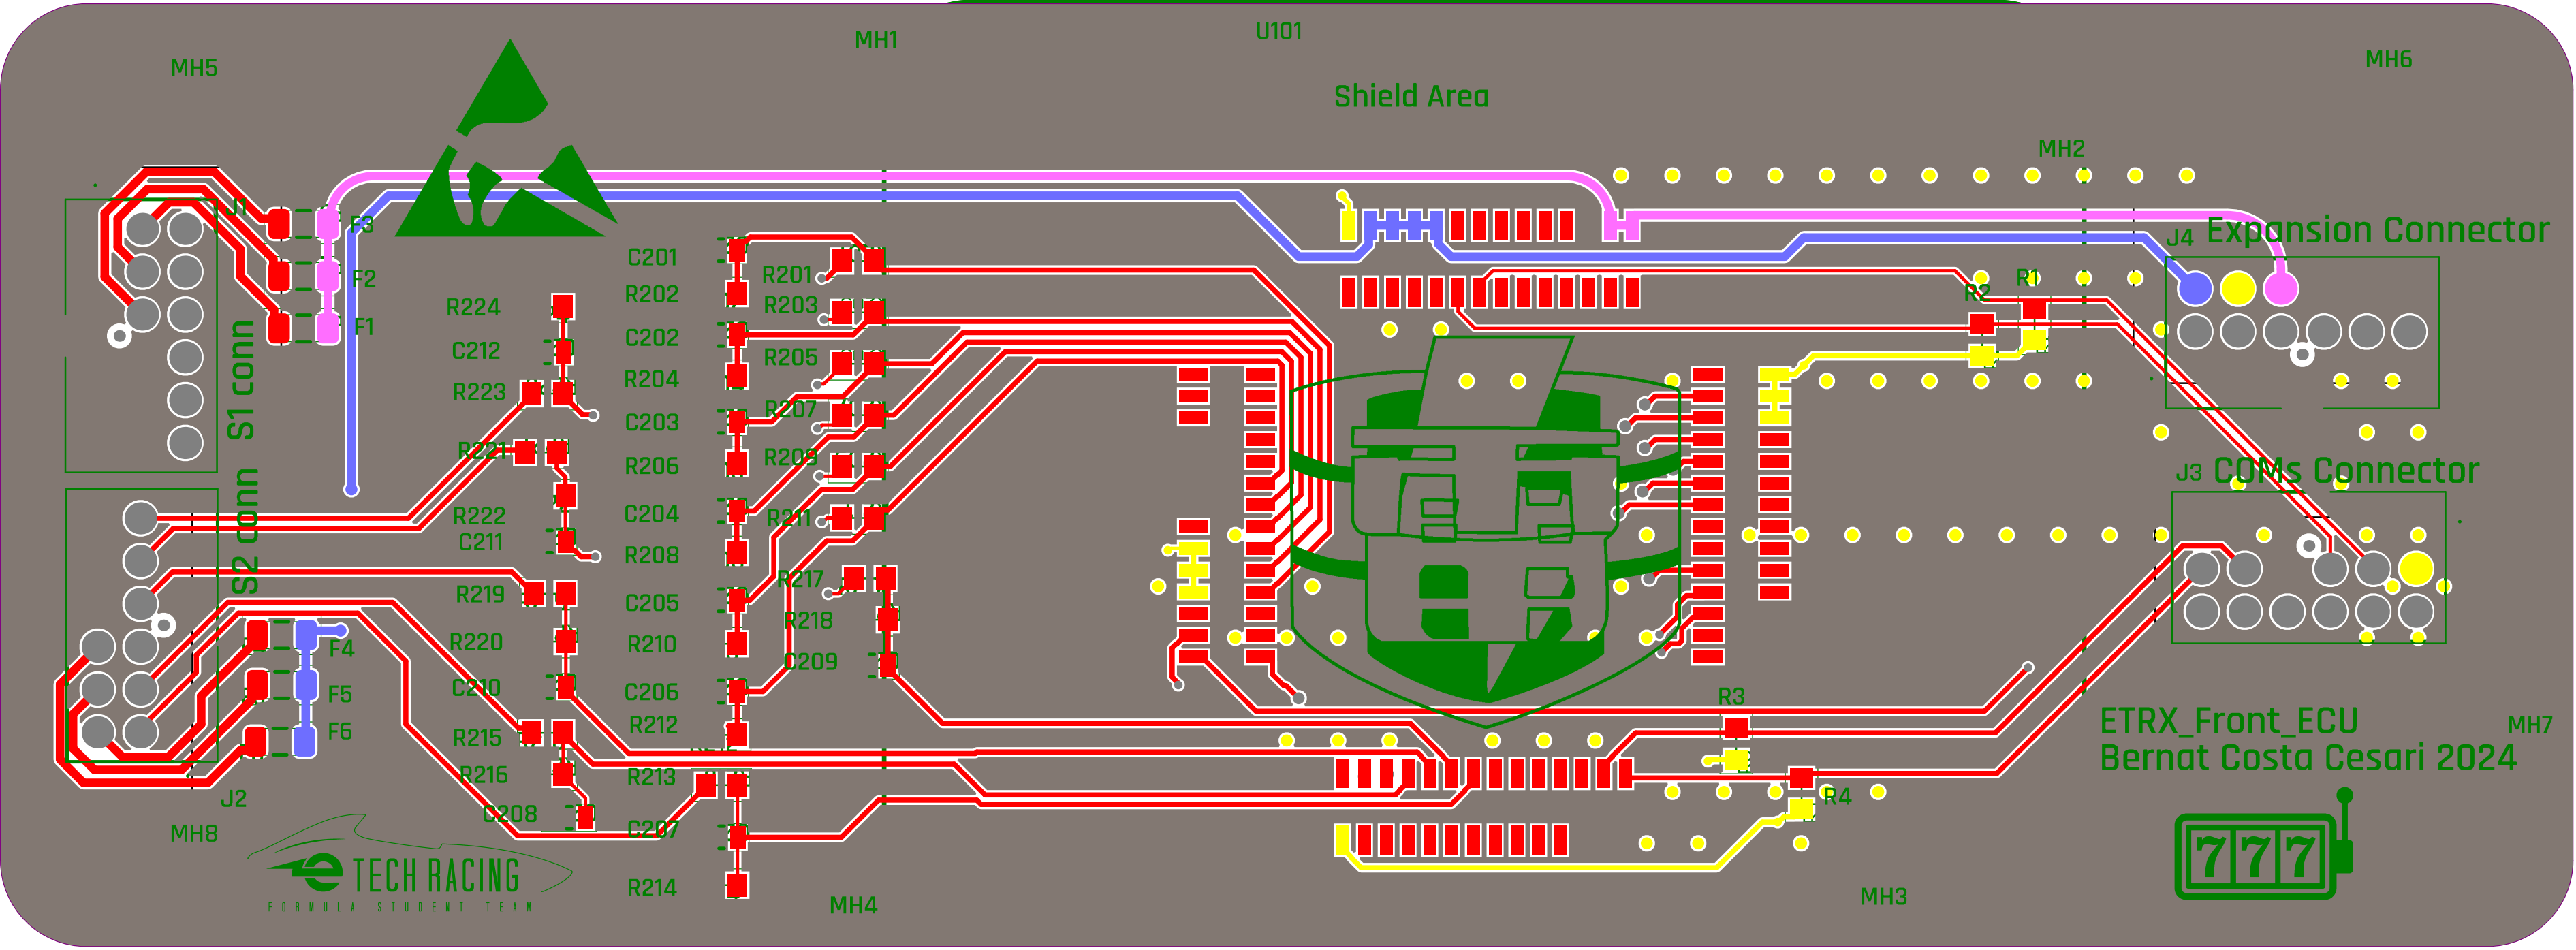 U101
MH1
MH5
MH6
Shield Area
MH2
J1
F3
Expansion Connector
J4
C201
R201
F2
R1
R202
R2
R203
R224
F1
C202
C212
R205
S1 conn
R204
R223
R207
C203
R221
R209
R206
J3
COMs Connector
R222
C204
R211
S2 conn
C211
R208
R217
R219
C205
R218
R220
R210
F4
C209
C210
C206
F5
R3
ETRX_Front_ECU
R212
MH7
F6
R215
Bernat Costa Cesari 2024
R216
R213
J2
R4
C208
C207
MH8
777
e TECH RACING
FORMULA STUDENT TEAM
R214
MH4
MH3